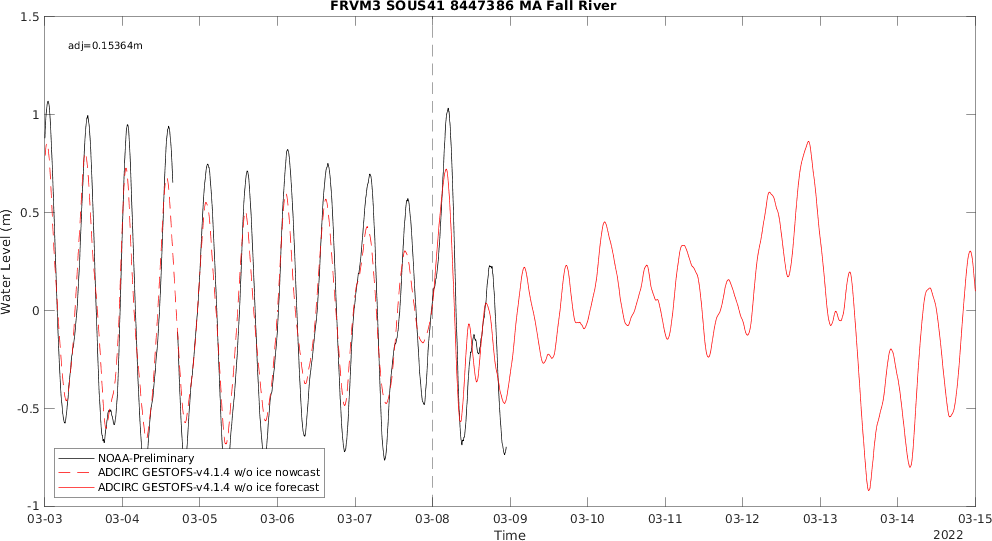 FRVM3 SOUS41 8447386 MA Fall River
adj=0.15364m
1.5
1
0.5
0
-0.5
-1
Water Level (m)
NOAA-Preliminary
ADCIRC GESTOFS-v4.1.4 w/o ice nowcast
ADCIRC GESTOFS-v4.1.4 w/o ice forecast
03-03 03-04 03-05 03-06 03-07 03-08 03-09 03-10 03-11 03-12 03-13 03-14 03-15
Time
2022